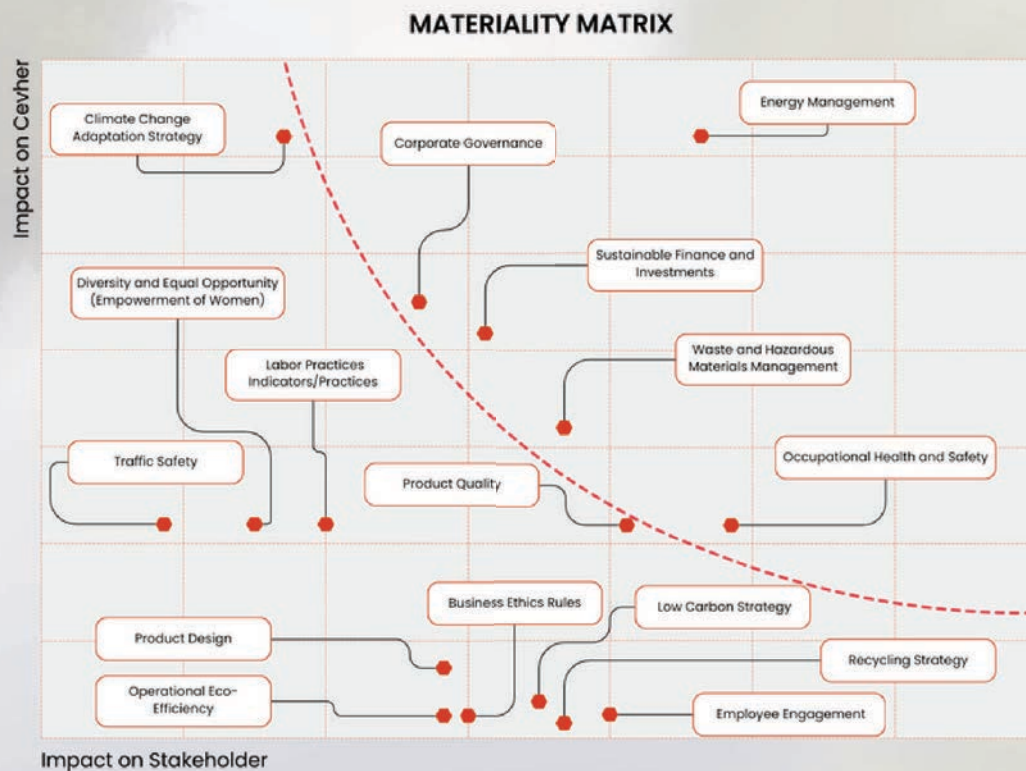 MATERIALITY MATRIX
Impact on Cevher
Climate Change
Adaptation Strategy
Energy Management
Corporate Governance
Sustainable Finance and
Investments
Diversity and Equal Opportunity
(Empowerment of Women)
Waste and Hazardous
Materials Management
Labor Practices
Indicators/Practices
Traffic Safety
Occupational Health and Safety
Product Quality
Business Ethics Rules
Low Carbon Strategy
Product Design
Recycling Strategy
Operational Eco-
Efficiency
Employee Engagement
Impact on Stakeholder